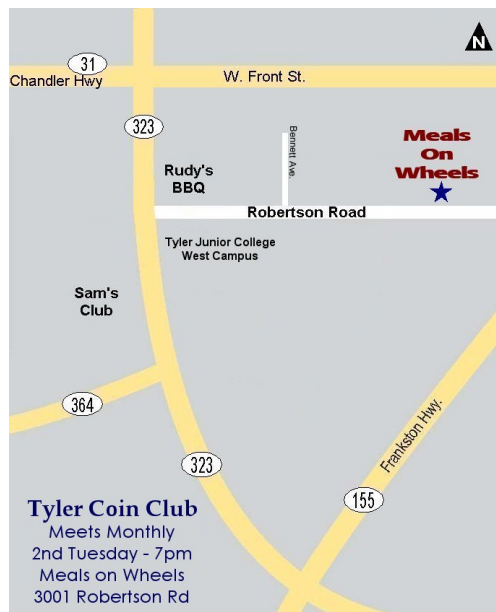 N
31
Chandler Hwy
W. Front St.
323
Bennett Ave.
Meals
On
Wheels
Rudy's
BBQ
Robertson Road
Tyler Junior College
West Campus
Sam's
Club
364
Frankston Hwy.
323
155
Tyler Coin Club
Meets Monthly
2nd Tuesday - 7pm
Meals on Wheels
3001 Robertson Rd